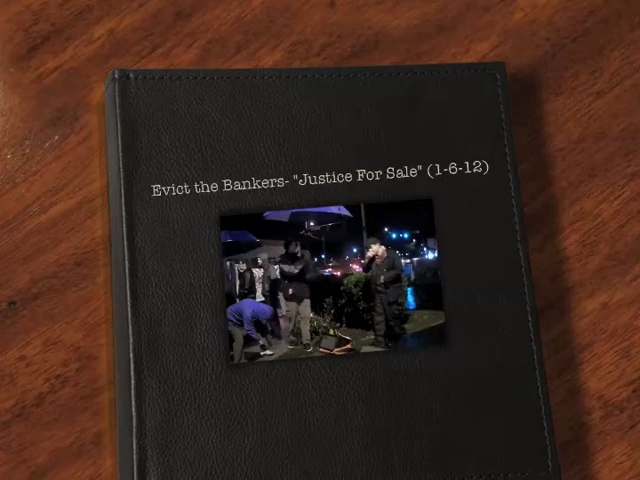 Evict the Bankers- "Justice For Sale" (1-6-12)